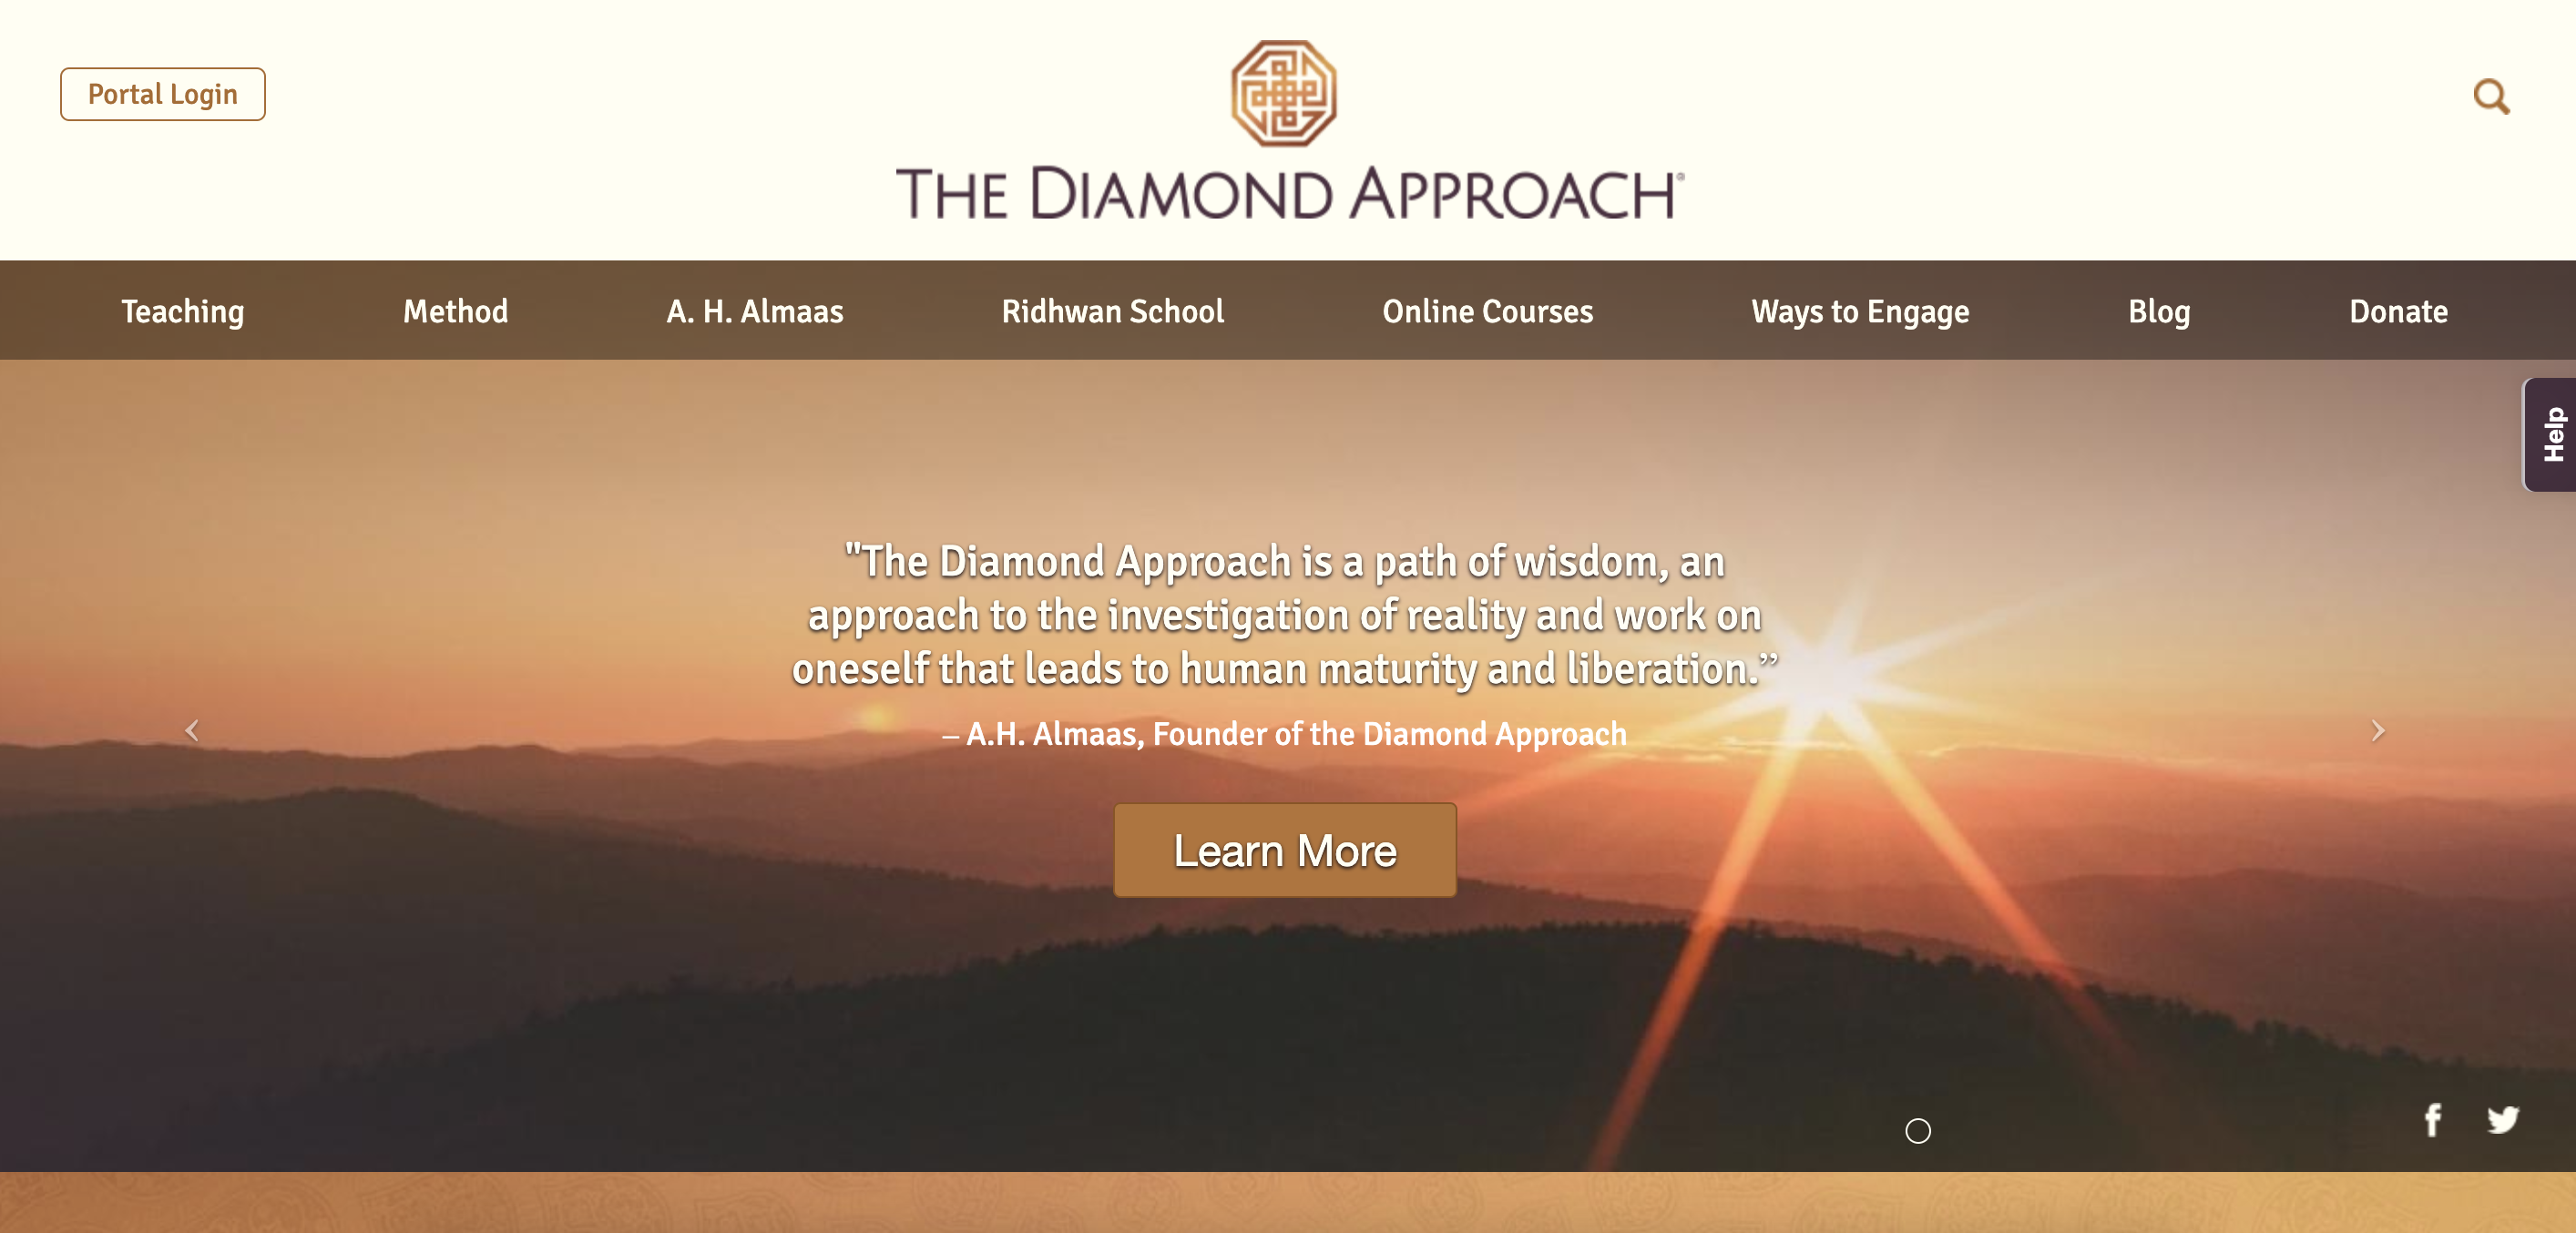 Portal Login
THE DIAMOND APPROACH®
Teaching
Method
A. H. Almaas
Ridhwan School
Online Courses
Ways to Engage
Blog
Donate
Help
"The Diamond Approach is a path of wisdom, an
approach to the investigation of reality and work on
oneself that leads to human maturity and liberation.”
– A.H. Almaas, Founder of the Diamond Approach
Learn More